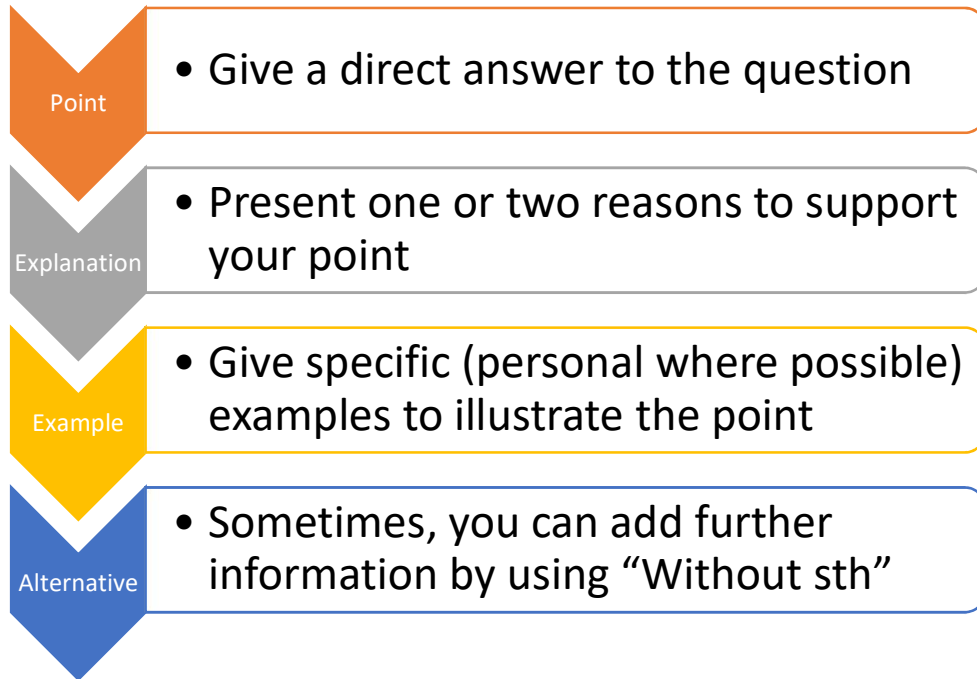 Point
• Give a direct answer to the question
Explanation
• Present one or two reasons to support
your point
Example
• Give specific (personal where possible)
examples to illustrate the point
Alternative
• Sometimes, you can add further
information by using “Without sth”